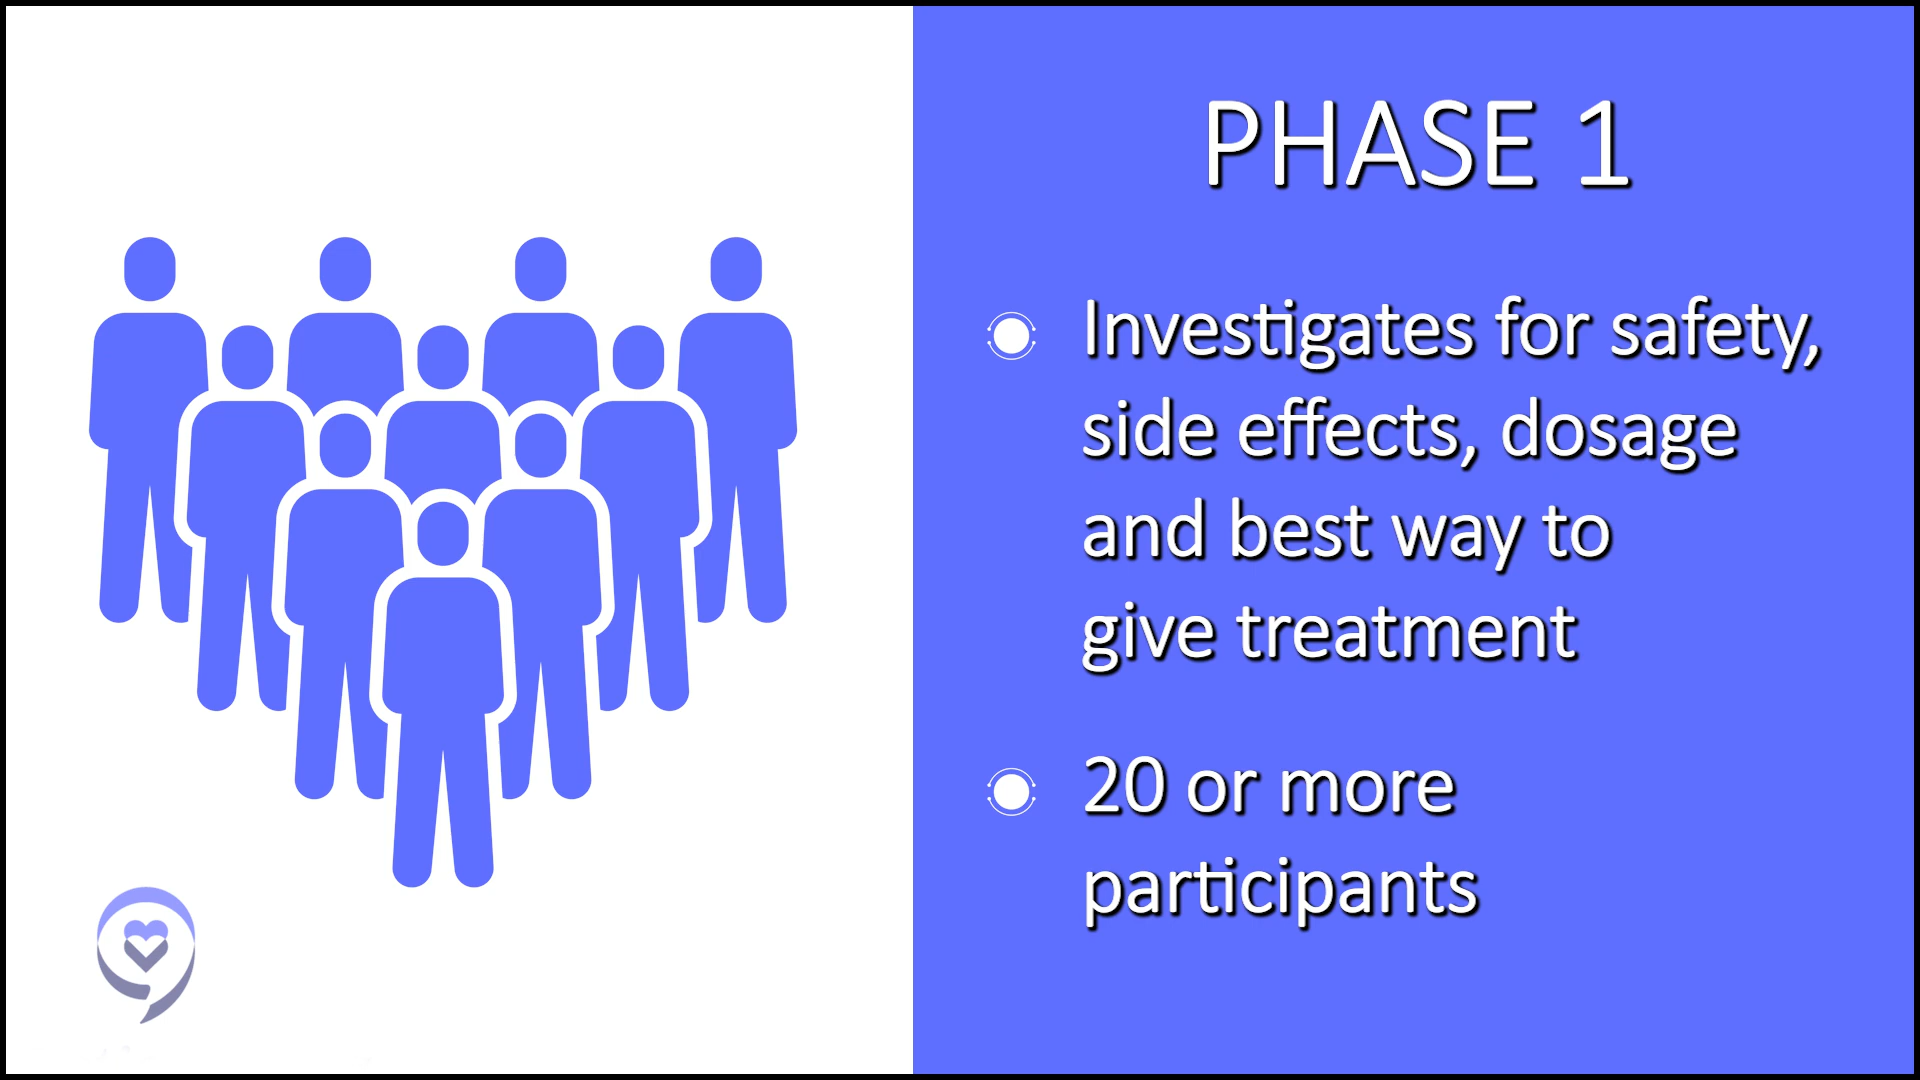 PHASE 1
Investigates for safety,
side effects, dosage
and best way to
give treatment
20 or more
participants